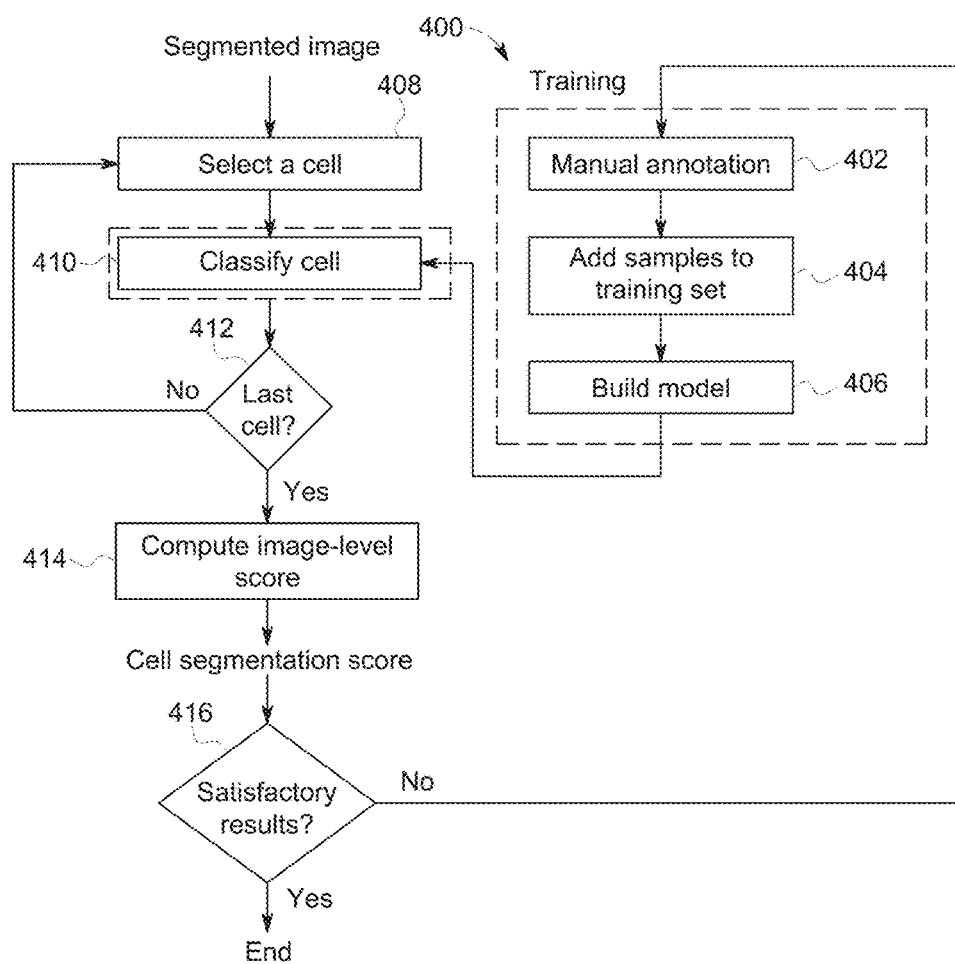 Segmented image
408
Select a cell
410
Classify cell
412
Last
cell?
No
Yes
414
Compute image-level
score
Cell segmentation score
416
Satisfactory
results?
No
Yes
End
400
Training
Manual annotation
402
Add samples to
training set
404
Build model
406